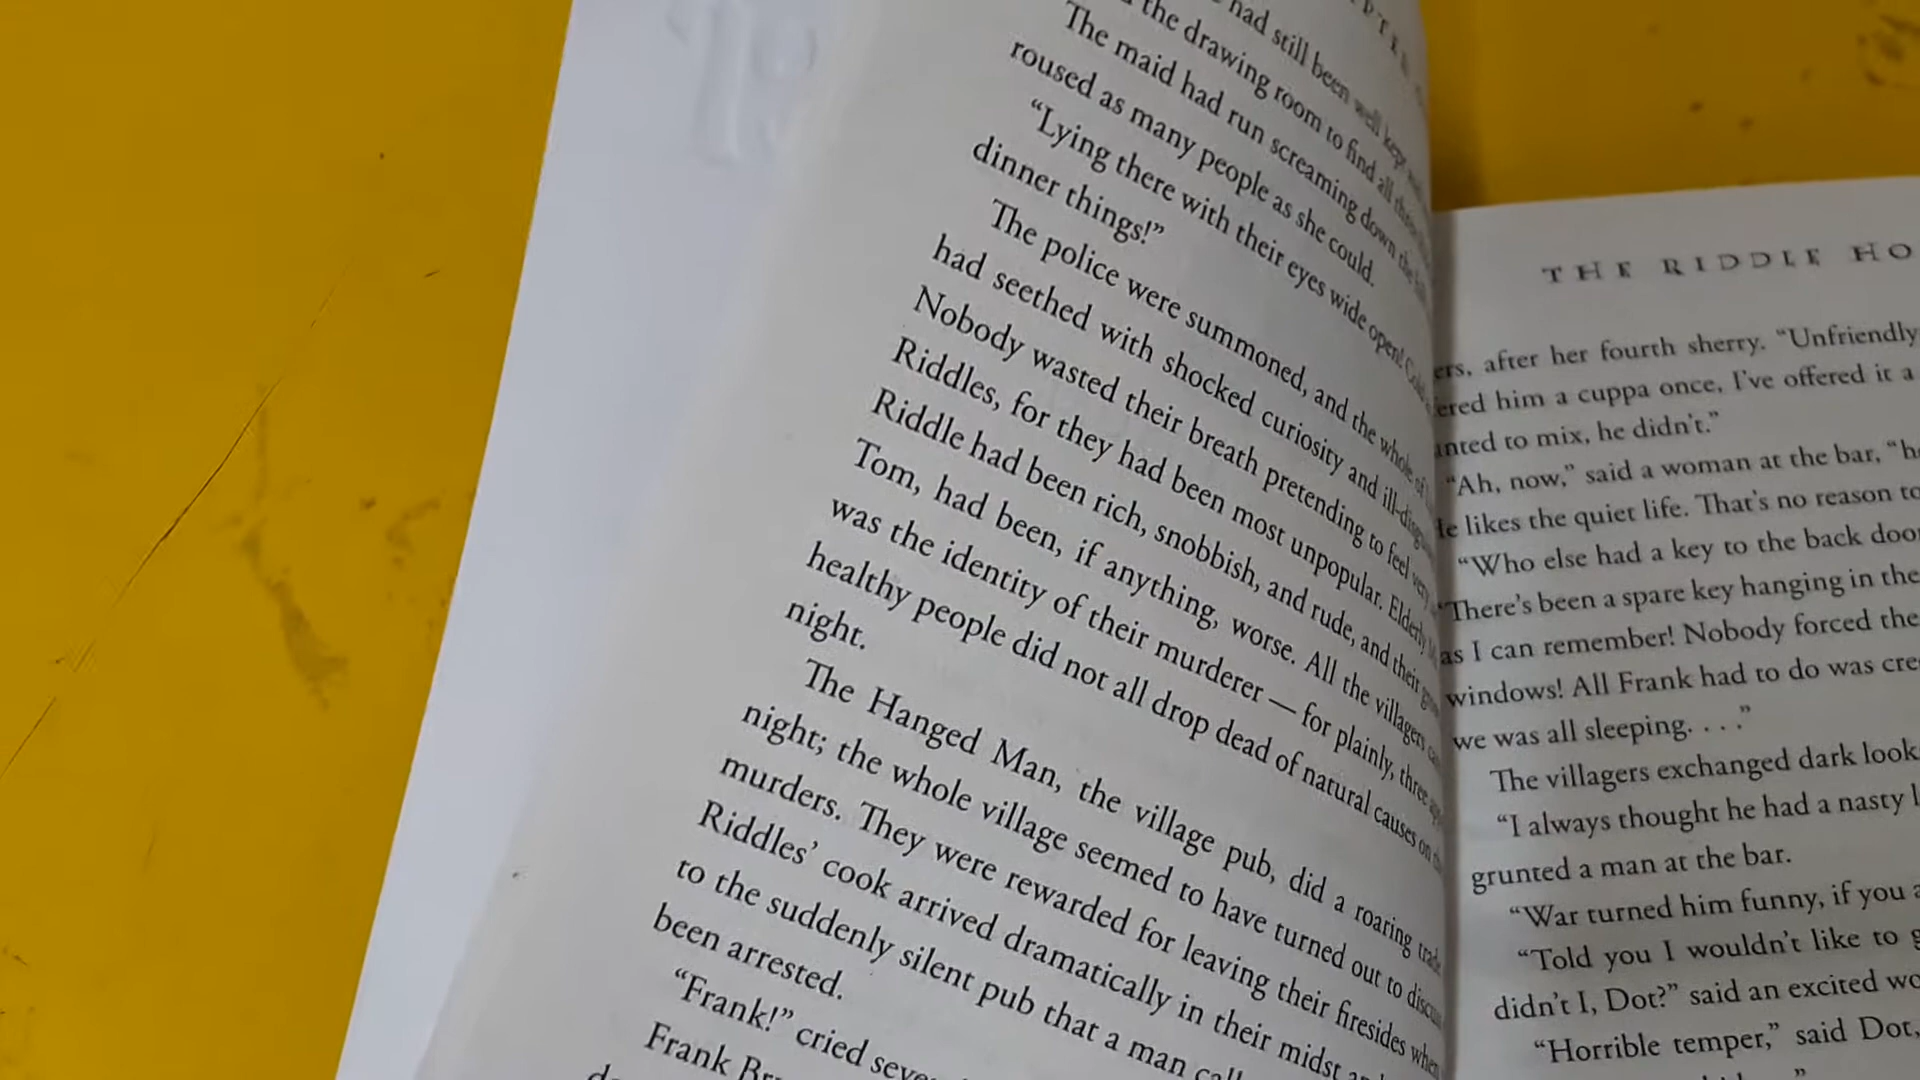 had still been well kept
the drawing room to find all
The maid had run screaming down the
roused as many people as she could.
“Lying there with their eyes wide open!
dinner things!”
The police were summoned, and the whole of
had seethed with shocked curiosity and
Nobody wasted their breath pretending to feel very
Riddles, for they had been most unpopular. Elderly
Riddle had been rich, snobbish, and rude, and their
Tom, had been, if anything, worse. All the villagers
was the identity of their murderer — for plainly, three
healthy people did not all drop dead of natural causes on
night.
The Hanged Man, the village pub, did a roaring
night; the whole village seemed to have turned out to
murders. They were rewarded for leaving their firesides
Riddles’ cook arrived dramatically in their midst
to the suddenly silent pub that a man
been arrested.
“Frank!” cried
Frank
THE RIDDLE
ers, after her fourth sherry. “Unfriendly
ered him a cuppa once, I’ve offered it a
nted to mix, he didn’t.”
“Ah, now,” said a woman at the bar, “
likes the quiet life. That’s no reason to
“Who else had a key to the back
“There’s been a spare key hanging in the
as I can remember! Nobody forced the
windows! All Frank had to do was
we was all sleeping. . . .”
The villagers exchanged dark
“I always thought he had a nasty
grunted a man at the bar.
“War turned him funny, if you
“Told you I wouldn’t like to
didn’t I, Dot?” said an excited
“Horrible temper,” said Dot,